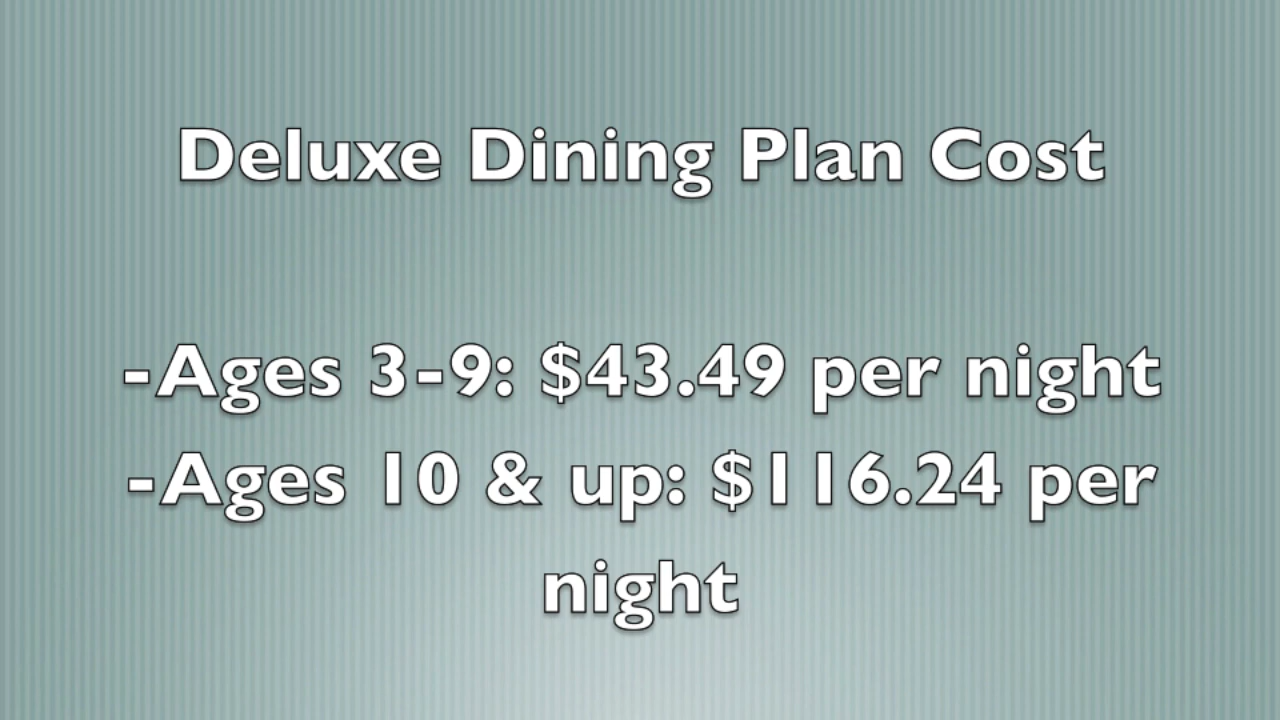 Deluxe Dining Plan Cost
-Ages 3-9: $43.49 per night
-Ages 10 & up: $116.24 per
night